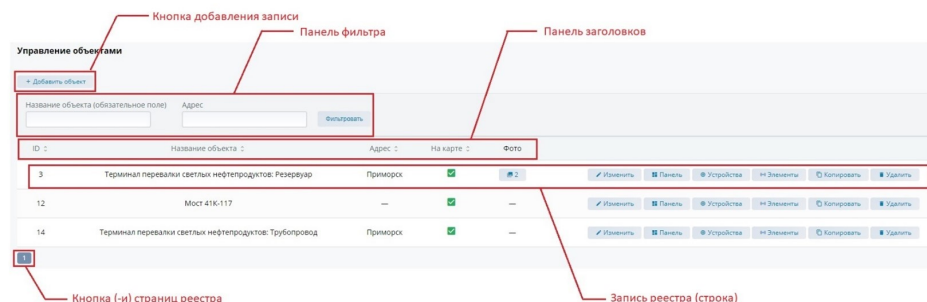 Кнопка добавления записи
Панель фильтра
Панель заголовков
Управление объектами
+ Добавить объект
Название объекта (обязательное поле) Адрес
Фильтровать
ID Название объекта Адрес На карте Фото
3 Терминал перевалки светлых нефтепродуктов: Резервуар Приморск 2 Изменить Панель Устройства Элементы Копировать Удалить
12 Мост 41К-117 — — Изменить Панель Устройства Элементы Копировать Удалить
14 Терминал перевалки светлых нефтепродуктов: Трубопровод Приморск — Изменить Панель Устройства Элементы Копировать Удалить
1
Кнопка (-и) страниц реестра
Запись реестра (строка)